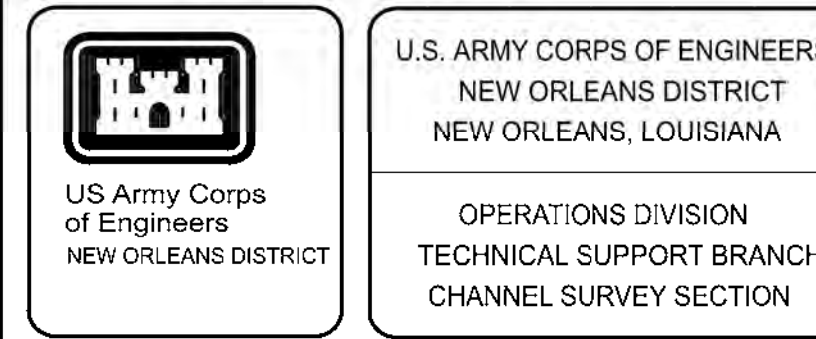 US Army Corps
of Engineers
NEW ORLEANS DISTRICT
U.S. ARMY CORPS OF ENGINEERS
NEW ORLEANS DISTRICT
NEW ORLEANS, LOUISIANA
OPERATIONS DIVISION
TECHNICAL SUPPORT BRANCH
CHANNEL SURVEY SECTION